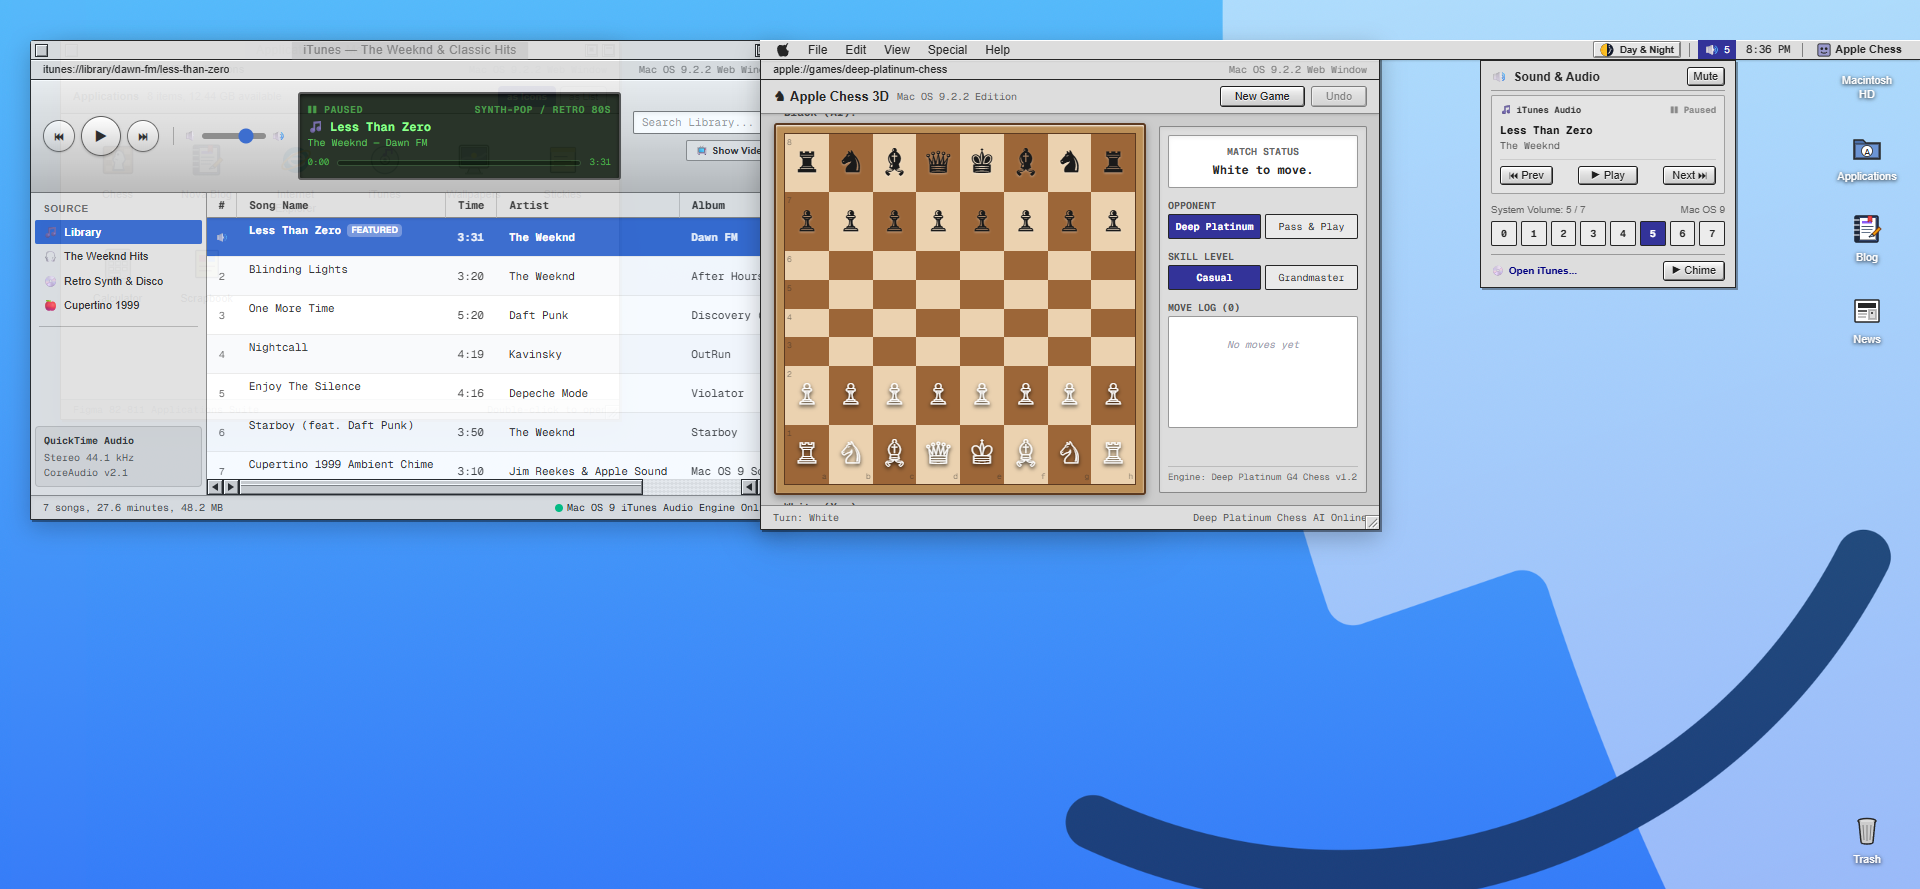 File Edit View Special Help
Day & Night
5
8:36 PM
Apple Chess
iTunes — The Weeknd & Classic Hits
itunes://library/dawn-fm/less-than-zero
Mac OS 9.2.2 Web Win
PAUSED
SYNTH-POP / RETRO 80S
Less Than Zero
The Weeknd — Dawn FM
0:00
3:31
Search Library...
Show Vide
SOURCE
Library
The Weeknd Hits
Retro Synth & Disco
Cupertino 1999
QuickTime Audio
Stereo 44.1 kHz
CoreAudio v2.1
# Song Name Time Artist Album
Less Than Zero FEATURED 3:31 The Weeknd Dawn FM
2 Blinding Lights 3:20 The Weeknd After Hours
3 One More Time 5:20 Daft Punk Discovery
4 Nightcall 4:19 Kavinsky OutRun
5 Enjoy The Silence 4:16 Depeche Mode Violator
6 Starboy (feat. Daft Punk) 3:50 The Weeknd Starboy
7 Cupertino 1999 Ambient Chime 3:10 Jim Reekes & Apple Sound Mac OS 9 So
7 songs, 27.6 minutes, 48.2 MB
Mac OS 9 iTunes Audio Engine Onl
apple://games/deep-platinum-chess
Mac OS 9.2.2 Web Window
Apple Chess 3D
Mac OS 9.2.2 Edition
New Game
Undo
8
7
6
5
4
3
2
1
a b c d e f g h
MATCH STATUS
White to move.
OPPONENT
Deep Platinum
Pass & Play
SKILL LEVEL
Casual
Grandmaster
MOVE LOG (0)
No moves yet
Engine: Deep Platinum G4 Chess v1.2
Turn: White
Deep Platinum Chess AI Online
Sound & Audio
Mute
iTunes Audio
Paused
Less Than Zero
The Weeknd
Prev
Play
Next
System Volume: 5 / 7
Mac OS 9
0 1 2 3 4 5 6 7
Open iTunes...
Chime
Macintosh
HD
Applications
Blog
News
Trash